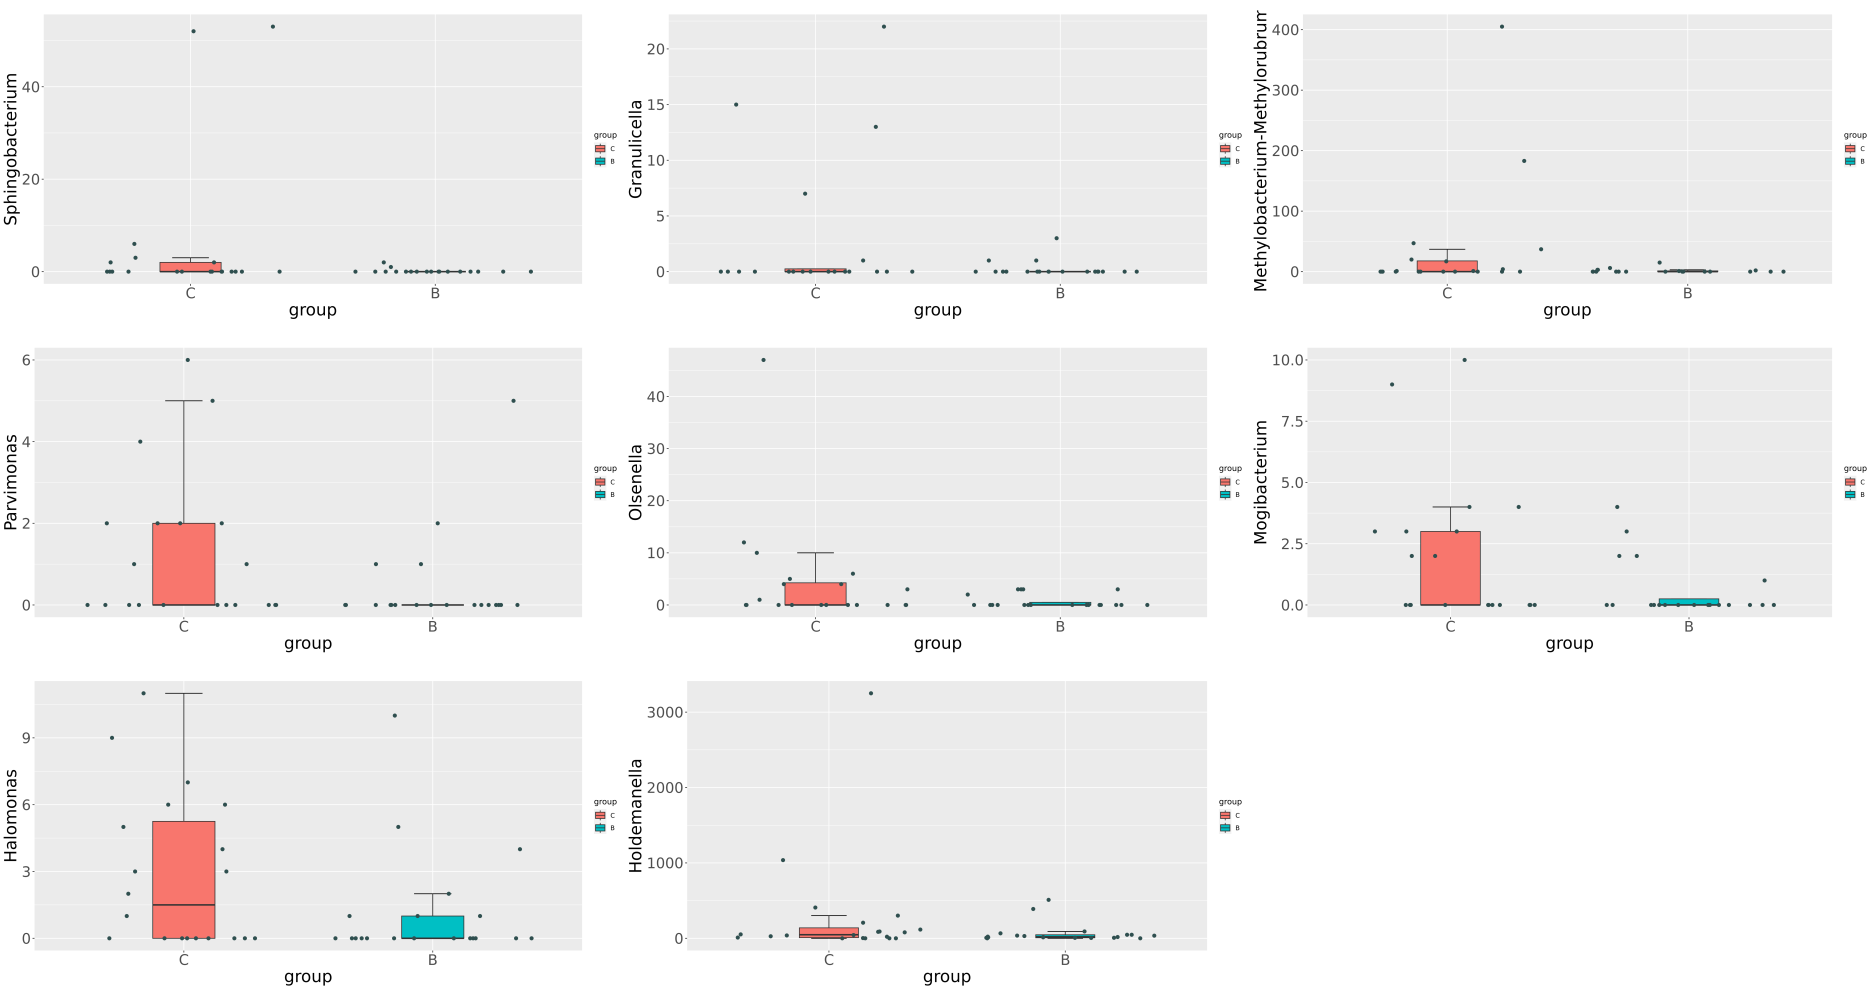 Sphingobacterium
40
20
0
C
B
group
group
C
B
Granulicella
20
15
10
5
0
C
B
group
group
C
B
Methylobacterium-Methylorubrum
400
300
200
100
0
C
B
group
group
C
B
Parvimonas
6
4
2
0
C
B
group
group
C
B
Olsenella
40
30
20
10
0
C
B
group
group
C
B
Mogibacterium
10.0
7.5
5.0
2.5
0.0
C
B
group
group
C
B
Halomonas
9
6
3
0
C
B
group
group
C
B
Holdemanella
3000
2000
1000
0
C
B
group
group
C
B